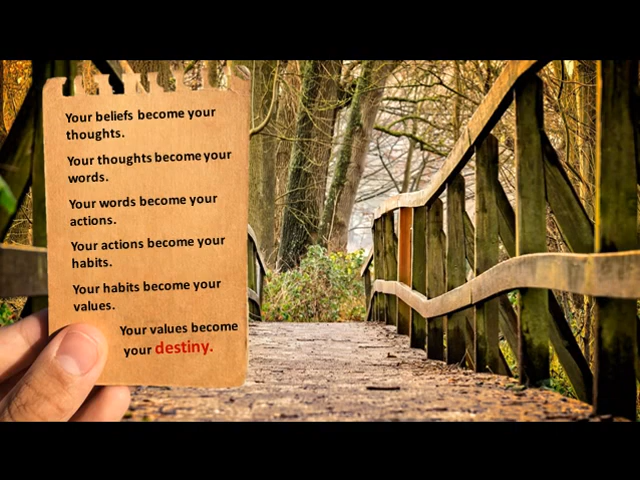 Your beliefs become your
thoughts.
Your thoughts become your
words.
Your words become your
actions.
Your actions become your
habits.
Your habits become your
values.
Your values become
your destiny.